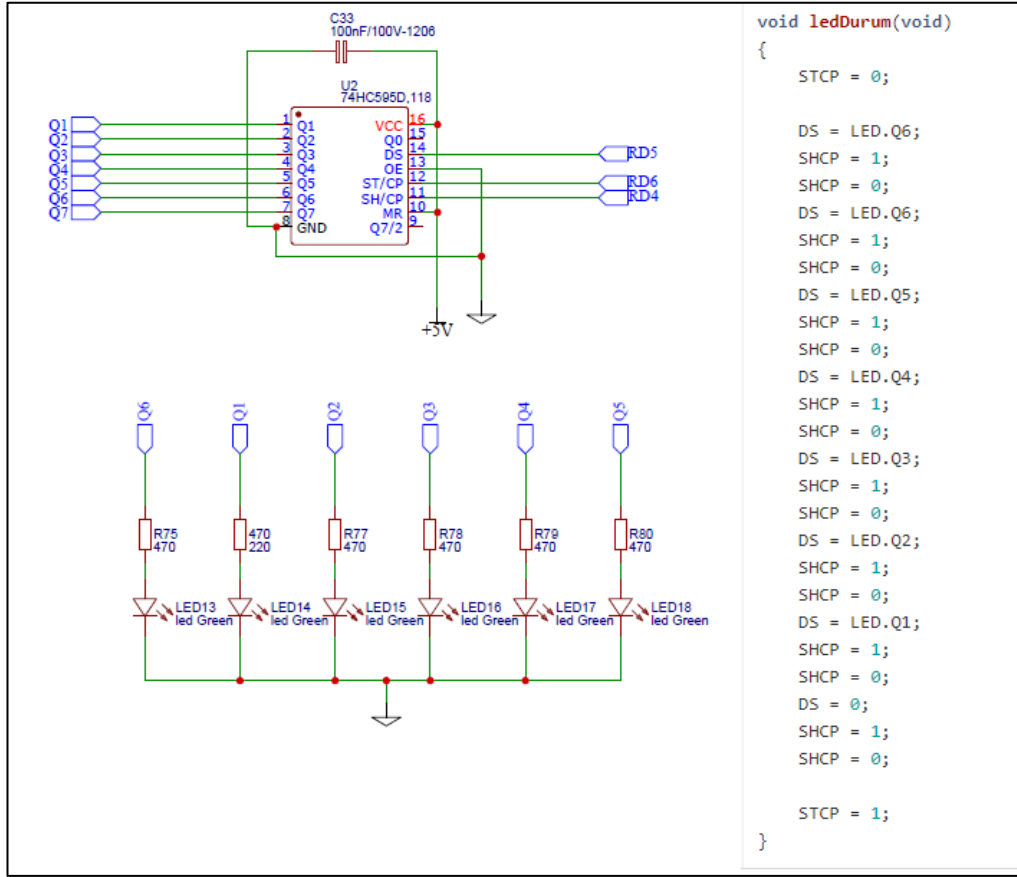 C33
100nF/100V-1206
U2
74HC595D,118
Q1 1 Q1 VCC 16
Q2 2 Q2 Q0 15
Q3 3 Q3 DS 14 RD5
Q4 4 Q4 OE 13
Q5 5 Q5 ST/CP 12 RD6
Q6 6 Q6 SH/CP 11 RD4
Q7 7 Q7 MR 10
8 GND Q7/2 9
+5V
Q6 Q1 Q2 Q3 Q4 Q5
R75 470 R77 R78 R79 R80
470 220 470 470 470 470
LED13 LED14 LED15 LED16 LED17 LED18
led Green led Green led Green led Green led Green led Green
void ledDurum(void)
{
STCP = 0;
DS = LED.Q6;
SHCP = 1;
SHCP = 0;
DS = LED.Q6;
SHCP = 1;
SHCP = 0;
DS = LED.Q5;
SHCP = 1;
SHCP = 0;
DS = LED.Q4;
SHCP = 1;
SHCP = 0;
DS = LED.Q3;
SHCP = 1;
SHCP = 0;
DS = LED.Q2;
SHCP = 1;
SHCP = 0;
DS = LED.Q1;
SHCP = 1;
SHCP = 0;
DS = 0;
SHCP = 1;
SHCP = 0;
STCP = 1;
}